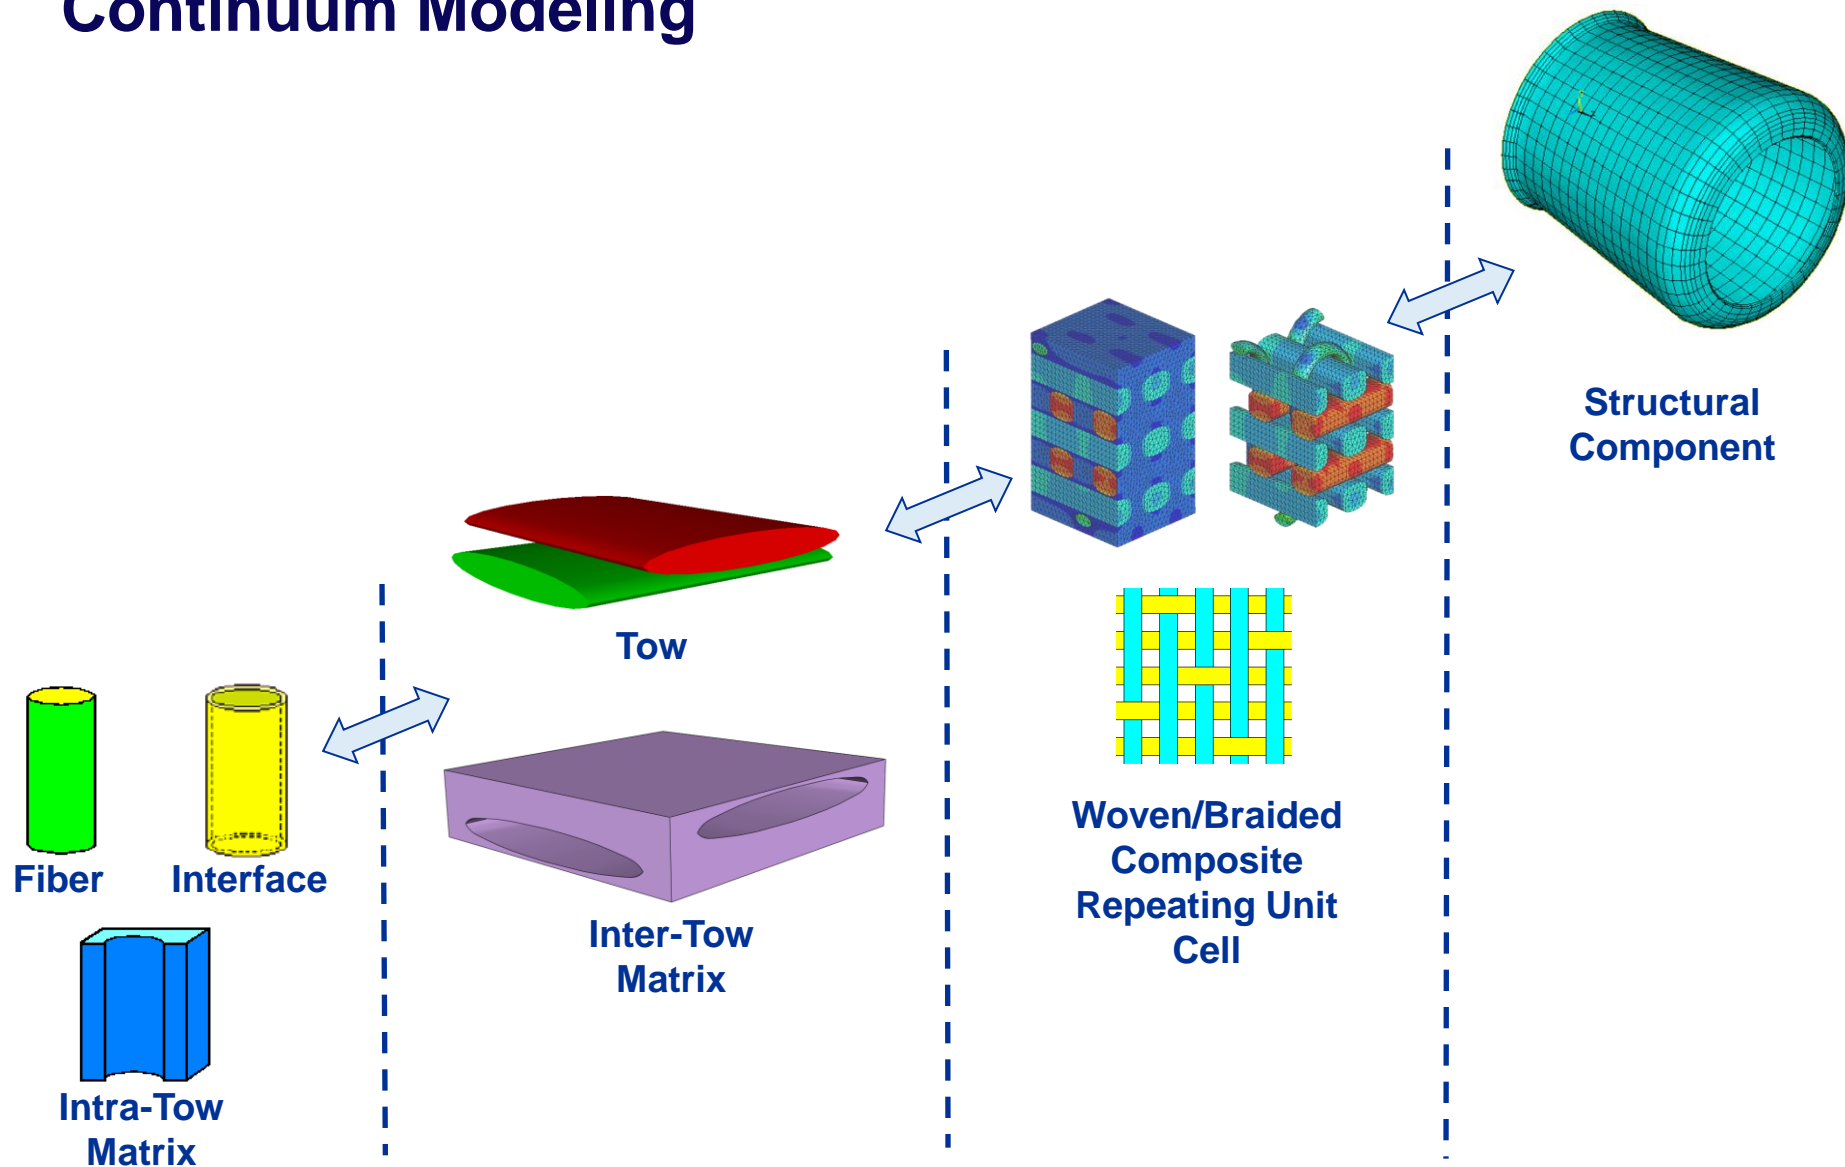 Continuum Modeling
Structural
Component
Tow
Woven/Braided
Composite
Repeating Unit
Cell
Fiber
Interface
Inter-Tow
Matrix
Intra-Tow
Matrix